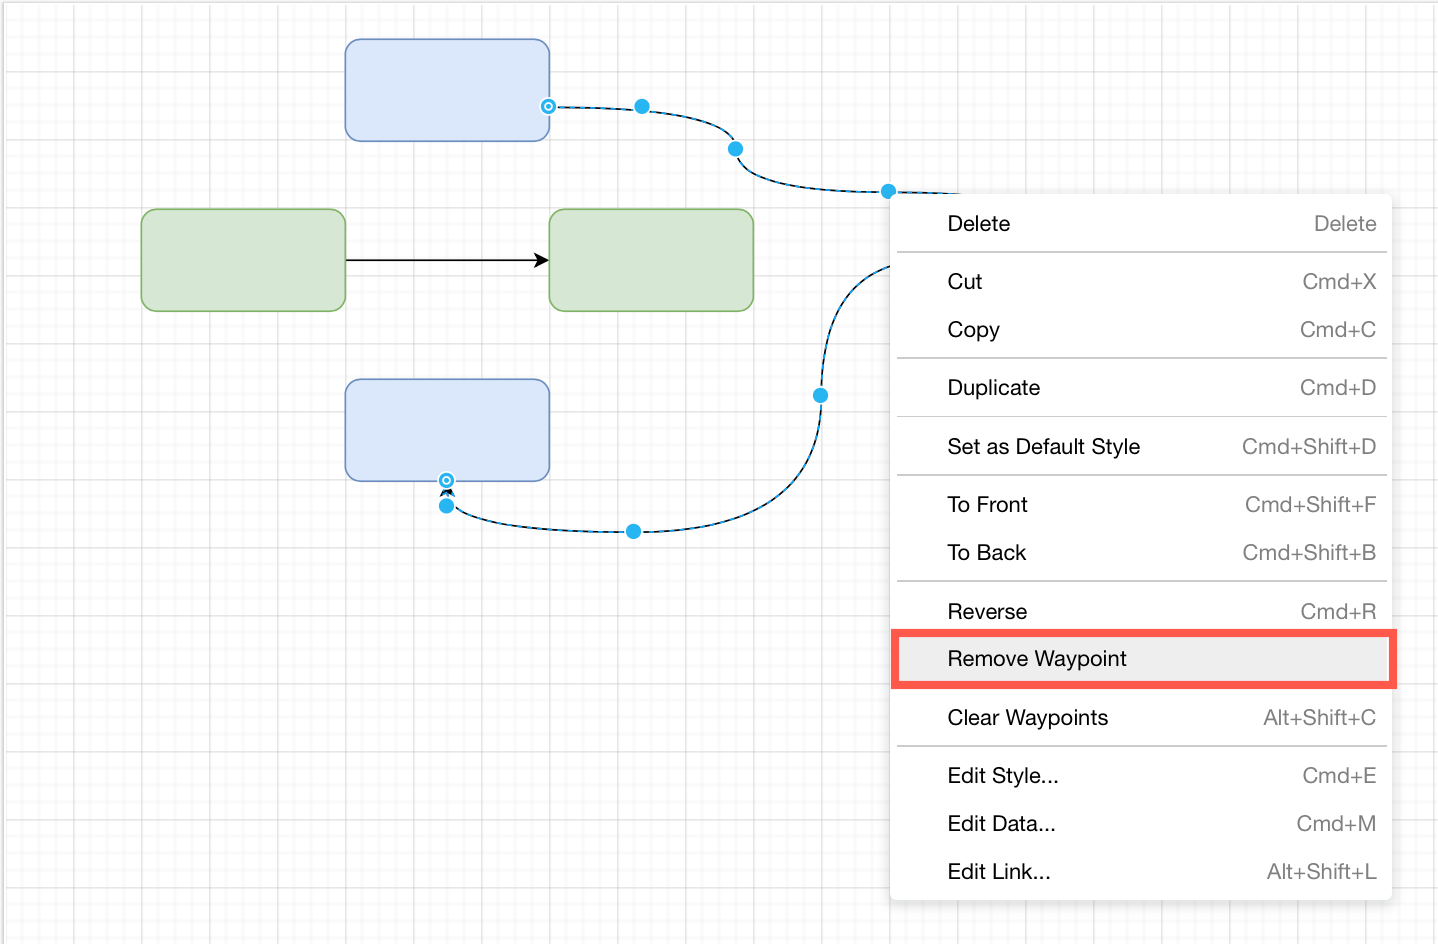 Delete Delete
Cut Cmd+X
Copy Cmd+C
Duplicate Cmd+D
Set as Default Style Cmd+Shift+D
To Front Cmd+Shift+F
To Back Cmd+Shift+B
Reverse Cmd+R
Remove Waypoint
Clear Waypoints Alt+Shift+C
Edit Style... Cmd+E
Edit Data... Cmd+M
Edit Link... Alt+Shift+L